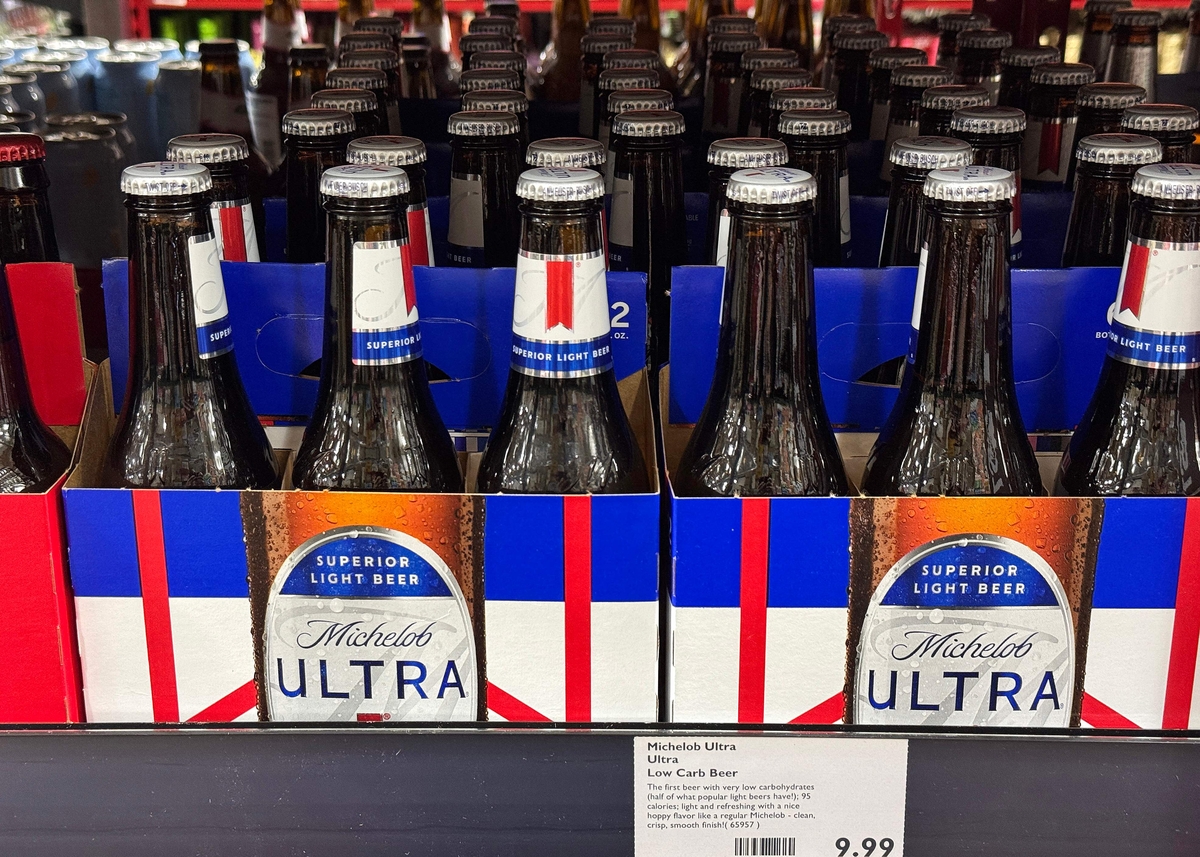 2
OZ.
SUPERIOR L
SUPERIOR LIGHT BEER
LIGHT BEER
SUPERIOR
LIGHT BEER
Michelob
ULTRA
SUPERIOR
LIGHT BEER
Michelob
ULTRA
Michelob Ultra
Ultra
Low Carb Beer
The first beer with very low carbohydrates
(half of what popular light beers have!); 95
calories; light and refreshing with a nice
hoppy flavor like a regular Michelob - clean,
crisp, smooth finish!( 65957 )
9.99